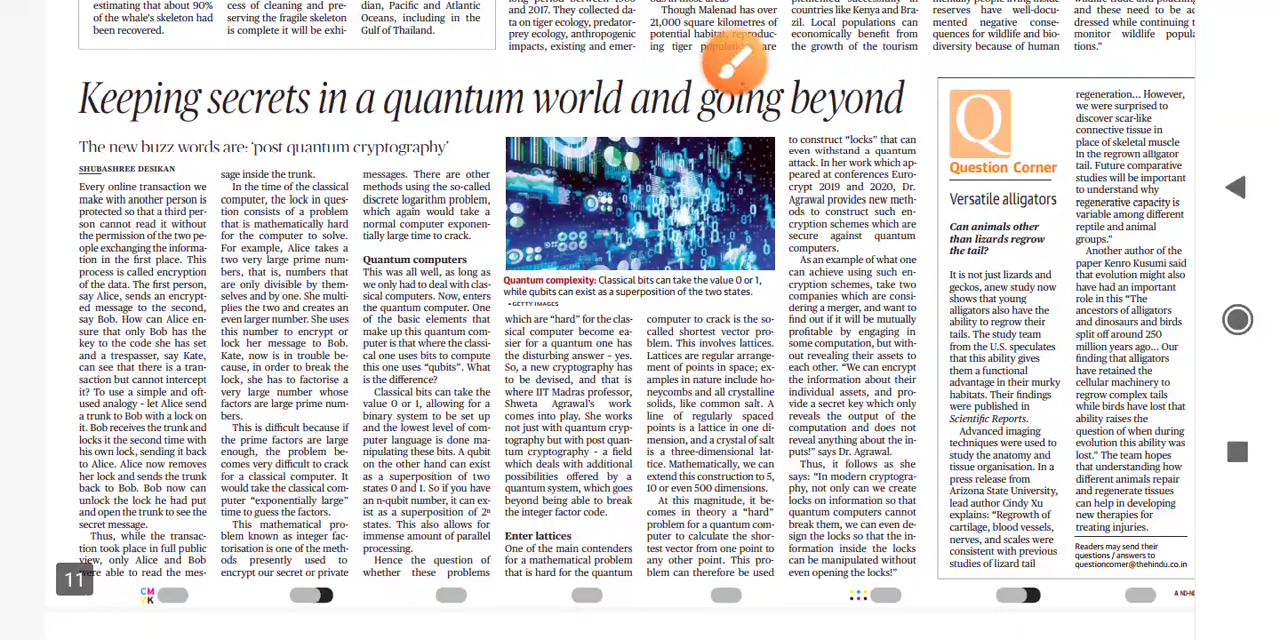 estimating that about 90%
of the whale's skeleton had
been recovered.
cess of cleaning and pre-
serving the fragile skeleton
is complete it will be exhi-
dian, Pacific and Atlantic
Oceans, including in the
Gulf of Thailand.
and 2017. They collected da-
ta on tiger ecology, predator-
prey ecology, anthropogenic
impacts, existing and emer-
Though Malenad has over
21,000 square kilometres of
potential habitat, reproduc-
ing tiger are
countries like Kenya and Bra-
zil. Local populations can
economically benefit from
the growth of the tourism
reserves have well-docu-
mented negative conse-
quences for wildlife and bio-
diversity because of human
and these need to be ad
dressed while continuing t
monitor wildlife popula
tions."
Keeping secrets in a quantum world and going beyond
The new buzz words are: 'post quantum cryptography'
SHUBASHREE DESIKAN
Every online transaction we
make with another person is
protected so that a third per-
son cannot read it without
the permission of the two pe-
ople exchanging the informa-
tion in the first place. This
process is called encryption
of the data. The first person,
say Alice, sends an encrypt-
ed message to the second,
say Bob. How can Alice en-
sure that only Bob has the
key to the code she has set
and a trespasser, say Kate,
can see that there is a tran-
saction but cannot intercept
it? To use a simple and oft-
used analogy - let Alice send
a trunk to Bob with a lock on
it. Bob receives the trunk and
locks it the second time with
his own lock, sending it back
to Alice. Alice now removes
her lock and sends the trunk
back to Bob. Bob now can
unlock the lock he had put
and open the trunk to see the
secret message.
Thus, while the transac-
tion took place in full public
view, only Alice and Bob
were able to read the mes-
sage inside the trunk.
In the time of the classical
computer, the lock in ques-
tion consists of a problem
that is mathematically hard
for the computer to solve.
For example, Alice takes a
two very large prime num-
bers, that is, numbers that
are only divisible by them-
selves and by one. She multi-
plies the two and creates an
even larger number. She uses
this number to encrypt or
lock her message to Bob.
Kate, now is in trouble be-
cause, in order to break the
lock, she has to factorise a
very large number whose
factors are large prime num-
bers.
This is difficult because if
the prime factors are large
enough, the problem be-
comes very difficult to crack
for a classical computer. It
would take the classical com-
puter "exponentially large"
time to guess the factors.
This mathematical pro-
blem known as integer fac-
torisation is one of the meth-
ods presently used to
encrypt our secret or private
messages. There are other
methods using the so-called
discrete logarithm problem,
which again would take a
normal computer exponen-
tially large time to crack.
Quantum computers
This was all well, as long as
we only had to deal with clas-
sical computers. Now, enters
the quantum computer. One
of the basic elements that
make up this quantum com-
puter is that where the classi-
cal one uses bits to compute
this one uses "qubits". What
is the difference?
Classical bits can take the
value 0 or 1, allowing for a
binary system to be set up
and the lowest level of com-
puter language is done ma-
nipulating these bits. A qubit
on the other hand can exist
as a superposition of two
states 0 and 1. So if you have
an n-qubit number, it can ex-
ist as a superposition of 2ⁿ
states. This also allows for
immense amount of parallel
processing.
Hence the question of
whether these problems
Quantum complexity: Classical bits can take the value 0 or 1,
while qubits can exist as a superposition of the two states.
• GETTY IMAGES
which are "hard" for the clas-
sical computer become ea-
sier for a quantum one has
the disturbing answer - yes.
So, a new cryptography has
to be devised, and that is
where IIT Madras professor,
Shweta Agrawal's work
comes into play. She works
not just with quantum cryp-
tography but with post quan-
tum cryptography - a field
which deals with additional
possibilities offered by a
quantum system, which goes
beyond being able to break
the integer factor code.
Enter lattices
One of the main contenders
for a mathematical problem
that is hard for the quantum
computer to crack is the so-
called shortest vector pro-
blem. This involves lattices.
Lattices are regular arrange-
ment of points in space; ex-
amples in nature include ho-
neycombs and all crystalline
solids, like common salt. A
line of regularly spaced
points is a lattice in one di-
mension, and a crystal of salt
is a three-dimensional lat-
tice. Mathematically, we can
extend this construction to 5,
10 or even 500 dimensions.
At this magnitude, it be-
comes in theory a "hard"
problem for a quantum com-
puter to calculate the shor-
test vector from one point to
any other point. This pro-
blem can therefore be used
to construct "locks" that can
even withstand a quantum
attack. In her work which ap-
peared at conferences Euro-
crypt 2019 and 2020, Dr.
Agrawal provides new meth-
ods to construct such en-
cryption schemes which are
secure against quantum
computers.
As an example of what one
can achieve using such en-
cryption schemes, take two
companies which are consi-
dering a merger, and want to
find out if it will be mutually
profitable by engaging in
some computation, but with-
out revealing their assets to
each other. "We can encrypt
the information about their
individual assets, and pro-
vide a secret key which only
reveals the output of the
computation and does not
reveal anything about the in-
puts!" says Dr. Agrawal.
Thus, it follows as she
says: "In modern cryptogra-
phy, not only can we create
locks on information so that
quantum computers cannot
break them, we can even de-
sign the locks so that the in-
formation inside the locks
can be manipulated without
even opening the locks!"
Q
Question Corner
Versatile alligators
Can animals other
than lizards regrow
the tail?
It is not just lizards and
geckos, anew study now
shows that young
alligators also have the
ability to regrow their
tails. The study team
from the U.S. speculates
that this ability gives
them a functional
advantage in their murky
habitats. Their findings
were published in
Scientific Reports.
Advanced imaging
techniques were used to
study the anatomy and
tissue organisation. In a
press release from
Arizona State University,
lead author Cindy Xu
explains: "Regrowth of
cartilage, blood vessels,
nerves, and scales were
consistent with previous
studies of lizard tail
regeneration... However,
we were surprised to
discover scar-like
connective tissue in
place of skeletal muscle
in the regrown alligator
tail. Future comparative
studies will be important
to understand why
regenerative capacity is
variable among different
reptile and animal
groups."
Another author of the
paper Kenro Kusumi said
that evolution might also
have had an important
role in this "The
ancestors of alligators
and dinosaurs and birds
split off around 250
million years ago... Our
finding that alligators
have retained the
cellular machinery to
regrow complex tails
while birds have lost that
ability raises the
question of when during
evolution this ability was
lost." The team hopes
that understanding how
different animals repair
and regenerate tissues
can help in developing
new therapies for
treating injuries.
Readers may send their
questions / answers to
questioncorner@thehindu.co.in
11
CM
YK
A ND-NE